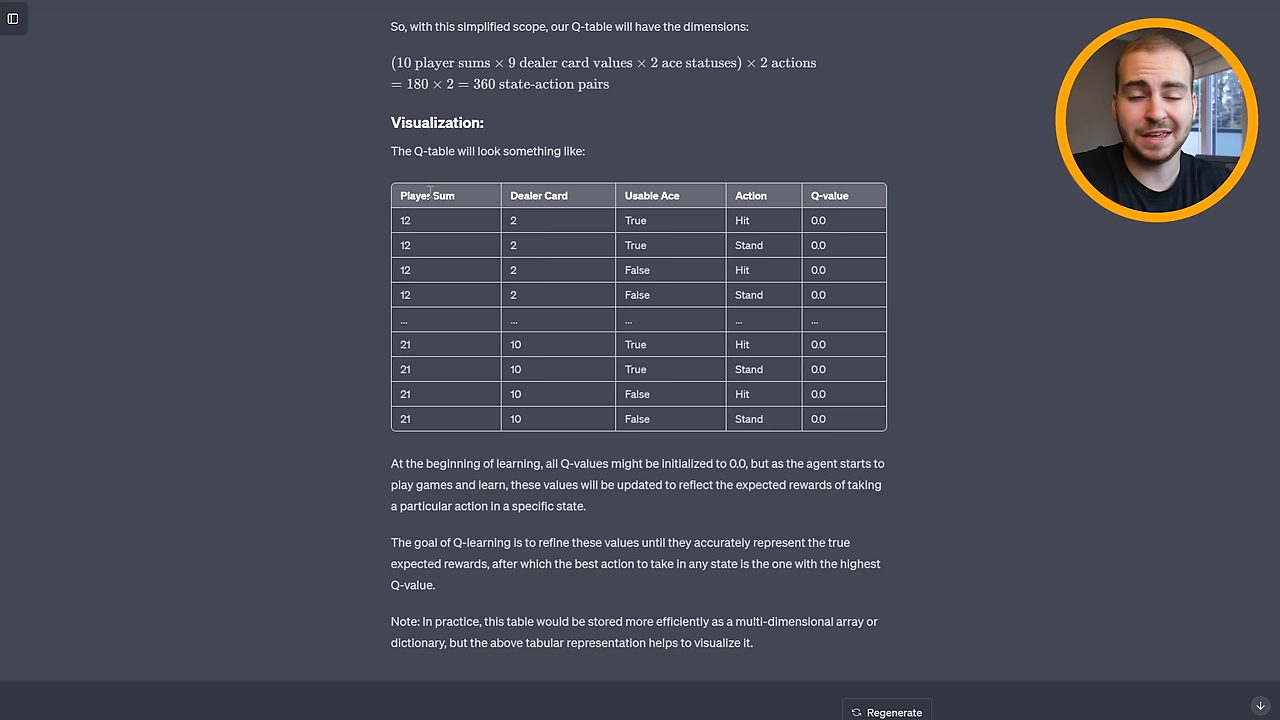 So, with this simplified scope, our Q-table will have the dimensions:
(10 player sums × 9 dealer card values × 2 ace statuses) × 2 actions
= 180 × 2 = 360 state-action pairs
Visualization:
The Q-table will look something like:
Player Sum Dealer Card Usable Ace Action Q-value
12 2 True Hit 0.0
12 2 True Stand 0.0
12 2 False Hit 0.0
12 2 False Stand 0.0
... ... ... ... ...
21 10 True Hit 0.0
21 10 True Stand 0.0
21 10 False Hit 0.0
21 10 False Stand 0.0
At the beginning of learning, all Q-values might be initialized to 0.0, but as the agent starts to
play games and learn, these values will be updated to reflect the expected rewards of taking
a particular action in a specific state.
The goal of Q-learning is to refine these values until they accurately represent the true
expected rewards, after which the best action to take in any state is the one with the highest
Q-value.
Note: In practice, this table would be stored more efficiently as a multi-dimensional array or
dictionary, but the above tabular representation helps to visualize it.
Regenerate